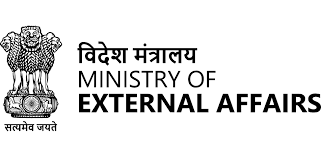 विदेश मंत्रालय
MINISTRY OF
EXTERNAL AFFAIRS
सत्यमेव जयते